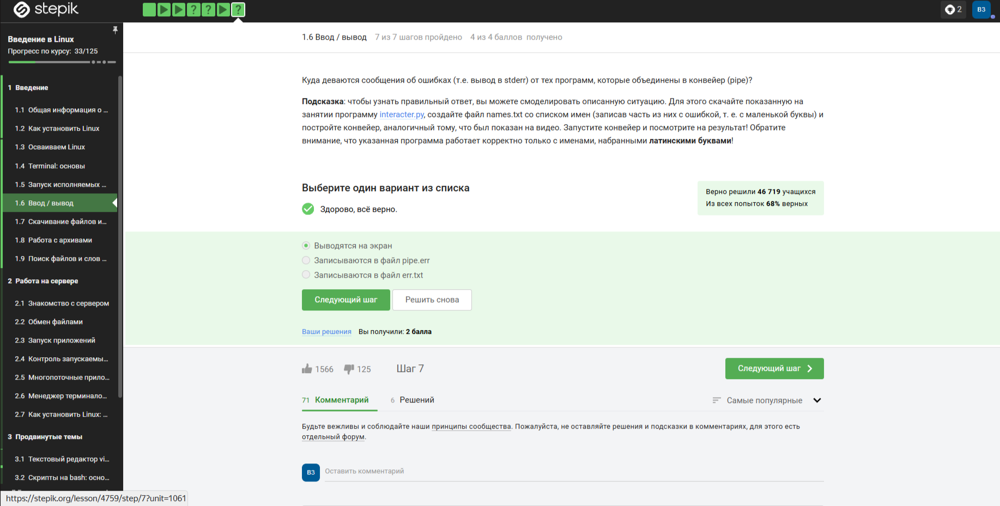 stepik
? ? ?
2
ВЗ
Введение в Linux
Прогресс по курсу: 33/125
1 Введение
1.1 Общая информация о ...
1.2 Как установить Linux
1.3 Осваиваем Linux
1.4 Terminal: основы
1.5 Запуск исполняемых ...
1.6 Ввод / вывод
1.7 Скачивание файлов и...
1.8 Работа с архивами
1.9 Поиск файлов и слов ...
2 Работа на сервере
2.1 Знакомство с сервером
2.2 Обмен файлами
2.3 Запуск приложений
2.4 Контроль запускаемы...
2.5 Многопоточные прило...
2.6 Менеджер терминало...
2.7 Как установить Linux: ...
3 Продвинутые темы
3.1 Текстовый редактор vi...
3.2 Скрипты на bash: осно...
https://stepik.org/lesson/4759/step/7?unit=1061
1.6 Ввод / вывод 7 из 7 шагов пройдено 4 из 4 баллов получено
Куда деваются сообщения об ошибках (т.е. вывод в stderr) от тех программ, которые объединены в конвейер (pipe)?
Подсказка: чтобы узнать правильный ответ, вы можете смоделировать описанную ситуацию. Для этого скачайте показанную на
занятии программу interacter.py, создайте файл names.txt со списком имен (записав часть из них с ошибкой, т. е. с маленькой буквы) и
постройте конвейер, аналогичный тому, что был показан на видео. Запустите конвейер и посмотрите на результат! Обратите
внимание, что указанная программа работает корректно только с именами, набранными латинскими буквами!
Выберите один вариант из списка
Здорово, всё верно.
Верно решили 46 719 учащихся
Из всех попыток 68% верных
Выводятся на экран
Записываются в файл pipe.err
Записываются в файл err.txt
Следующий шаг
Решить снова
Ваши решения Вы получили: 2 балла
1566 125 Шаг 7
Следующий шаг
71 Комментарий 6 Решений
Самые популярные
Будьте вежливы и соблюдайте наши принципы сообщества. Пожалуйста, не оставляйте решения и подсказки в комментариях, для этого есть
отдельный форум.
ВЗ
Оставить комментарий